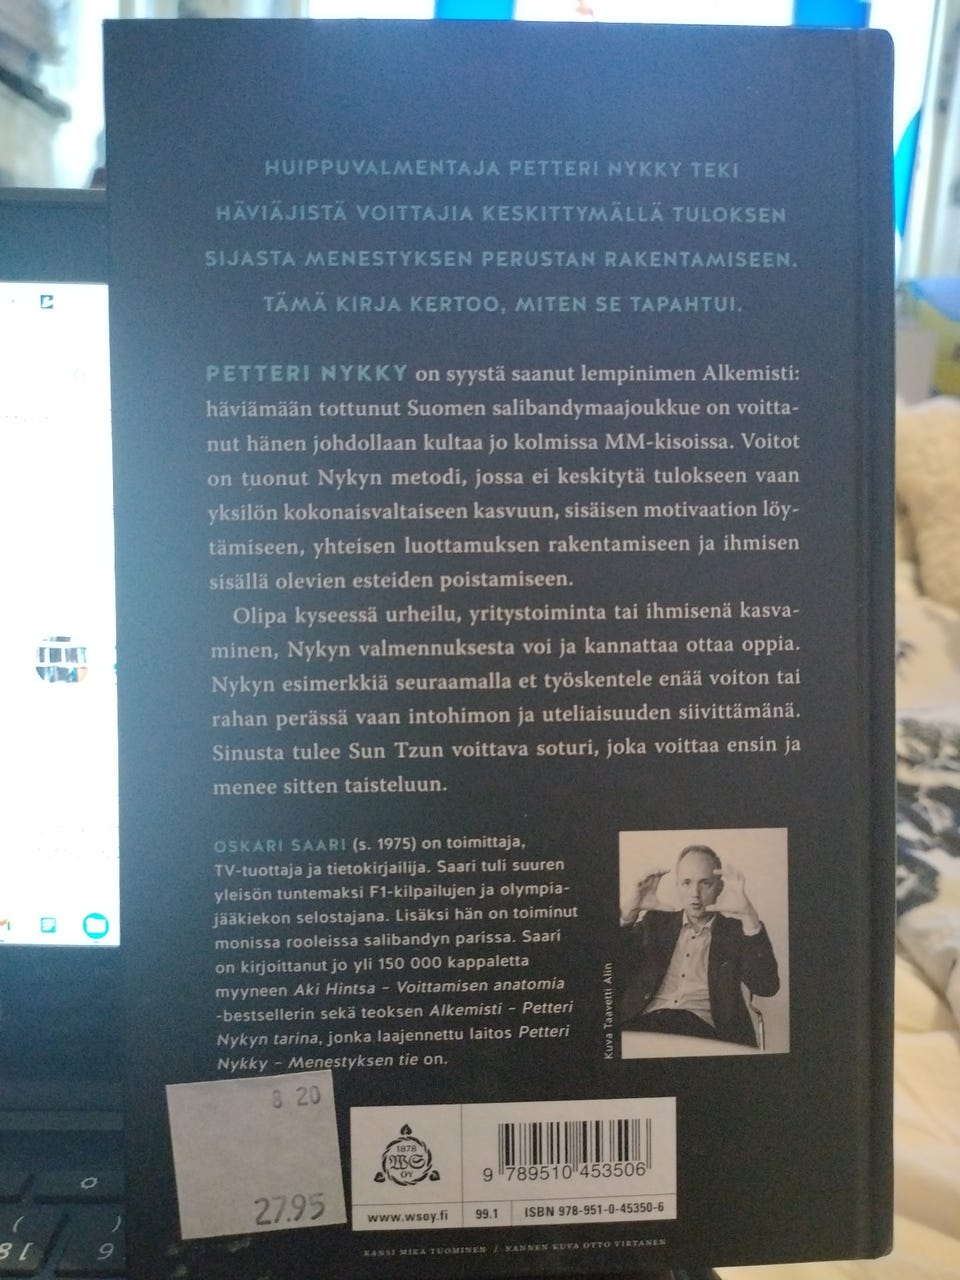 HUIPPUVALMENTAJA PETTERI NYKKY TEKI
HÄVIÄJISTÄ VOITTAJIA KESKITTYMÄLLÄ TULOKSEN
SIJASTA MENESTYKSEN PERUSTAN RAKENTAMISEEN.
TÄMÄ KIRJA KERTOO, MITEN SE TAPAHTUI.
PETTERI NYKKY on syystä saanut lempinimen Alkemisti:
häviämään tottunut Suomen salibandymaajoukkue on voitta-
nut hänen johdollaan kultaa jo kolmissa MM-kisoissa. Voitot
on tuonut Nykyn metodi, jossa ei keskitytä tulokseen vaan
yksilön kokonaisvaltaiseen kasvuun, sisäisen motivaation löy-
tämiseen, yhteisen luottamuksen rakentamiseen ja ihmisen
sisällä olevien esteiden poistamiseen.
Olipa kyseessä urheilu, yritystoiminta tai ihmisenä kasva-
minen, Nykyn valmennuksesta voi ja kannattaa ottaa oppia.
Nykyn esimerkkiä seuraamalla et työskentele enää voiton tai
rahan perässä vaan intohimon ja uteliaisuuden siivittämänä.
Sinusta tulee Sun Tzun voittava soturi, joka voittaa ensin ja
menee sitten taisteluun.
OSKARI SAARI (s. 1975) on toimittaja,
TV-tuottaja ja tietokirjailija. Saari tuli suuren
yleisön tuntemaksi F1-kilpailujen ja olympia-
jääkiekon selostajana. Lisäksi hän on toiminut
monissa rooleissa salibandyn parissa. Saari
on kirjoittanut jo yli 150 000 kappaletta
myyneen Aki Hintsa – Voittamisen anatomia
-bestsellerin sekä teoksen Alkemisti – Petteri
Nykyn tarina, jonka laajennettu laitos Petteri
Nykky – Menestyksen tie on.
Kuva Taavetti Alin
8 20
27.95
1878
WS
OY
9 789510 453506
www.wsoy.fi
99.1
ISBN 978-951-0-45350-6
KANSI MIKA TUOMINEN / KANNEN KUVA OTTO VIRTANEN